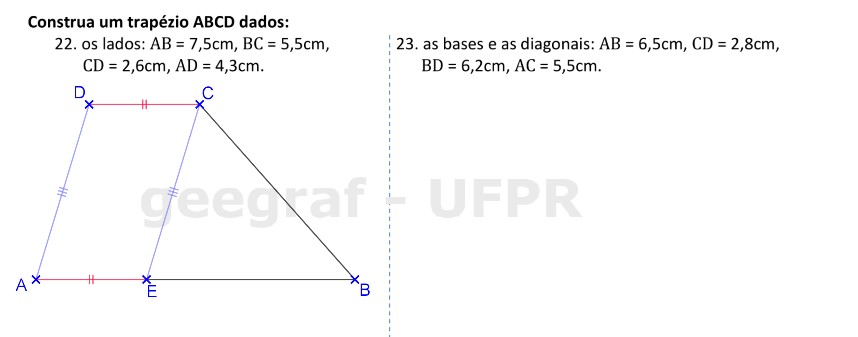 Construa um trapézio ABCD dados:
22. os lados: AB = 7,5cm, BC = 5,5cm,
CD = 2,6cm, AD = 4,3cm.
23. as bases e as diagonais: AB = 6,5cm, CD = 2,8cm,
BD = 6,2cm, AC = 5,5cm.
D
C
geegraf - UFPR
A
E
B